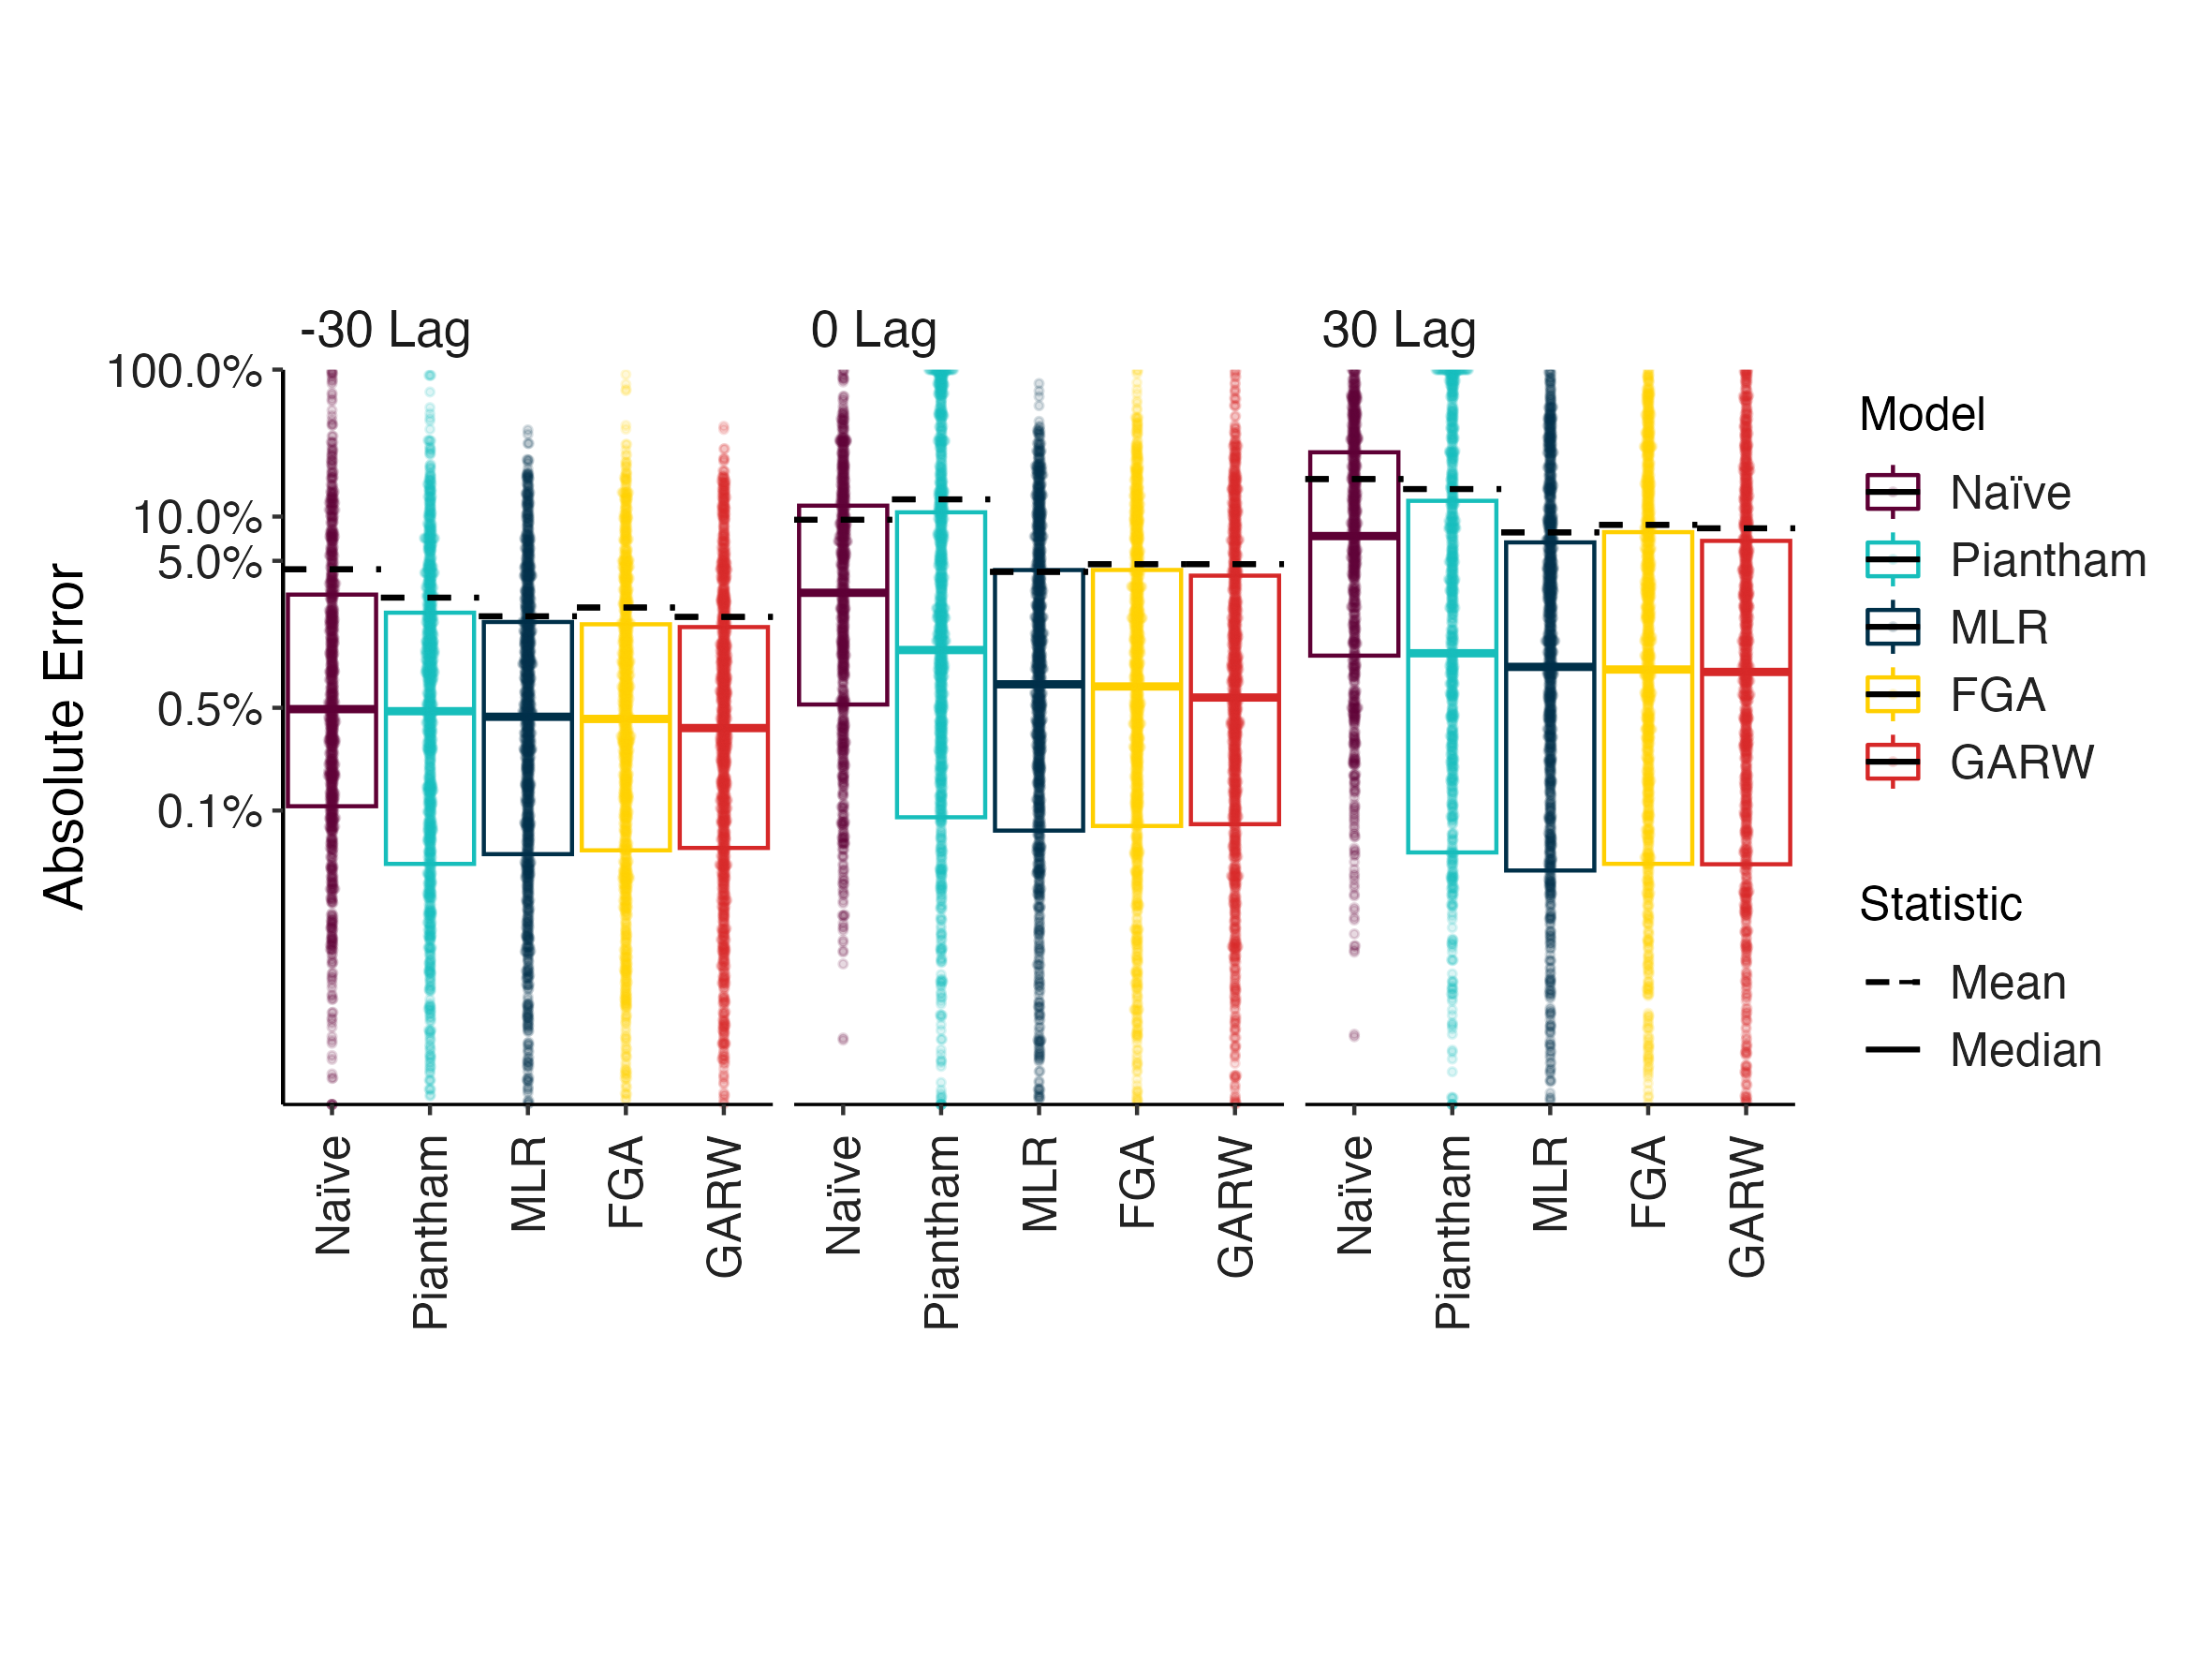 -30 Lag
0 Lag
30 Lag
Absolute Error
100.0%
10.0%
5.0%
0.5%
0.1%
Naïve
Piantham
MLR
FGA
GARW
Naïve
Piantham
MLR
FGA
GARW
Naïve
Piantham
MLR
FGA
GARW
Model
Naïve
Piantham
MLR
FGA
GARW
Statistic
Mean
Median